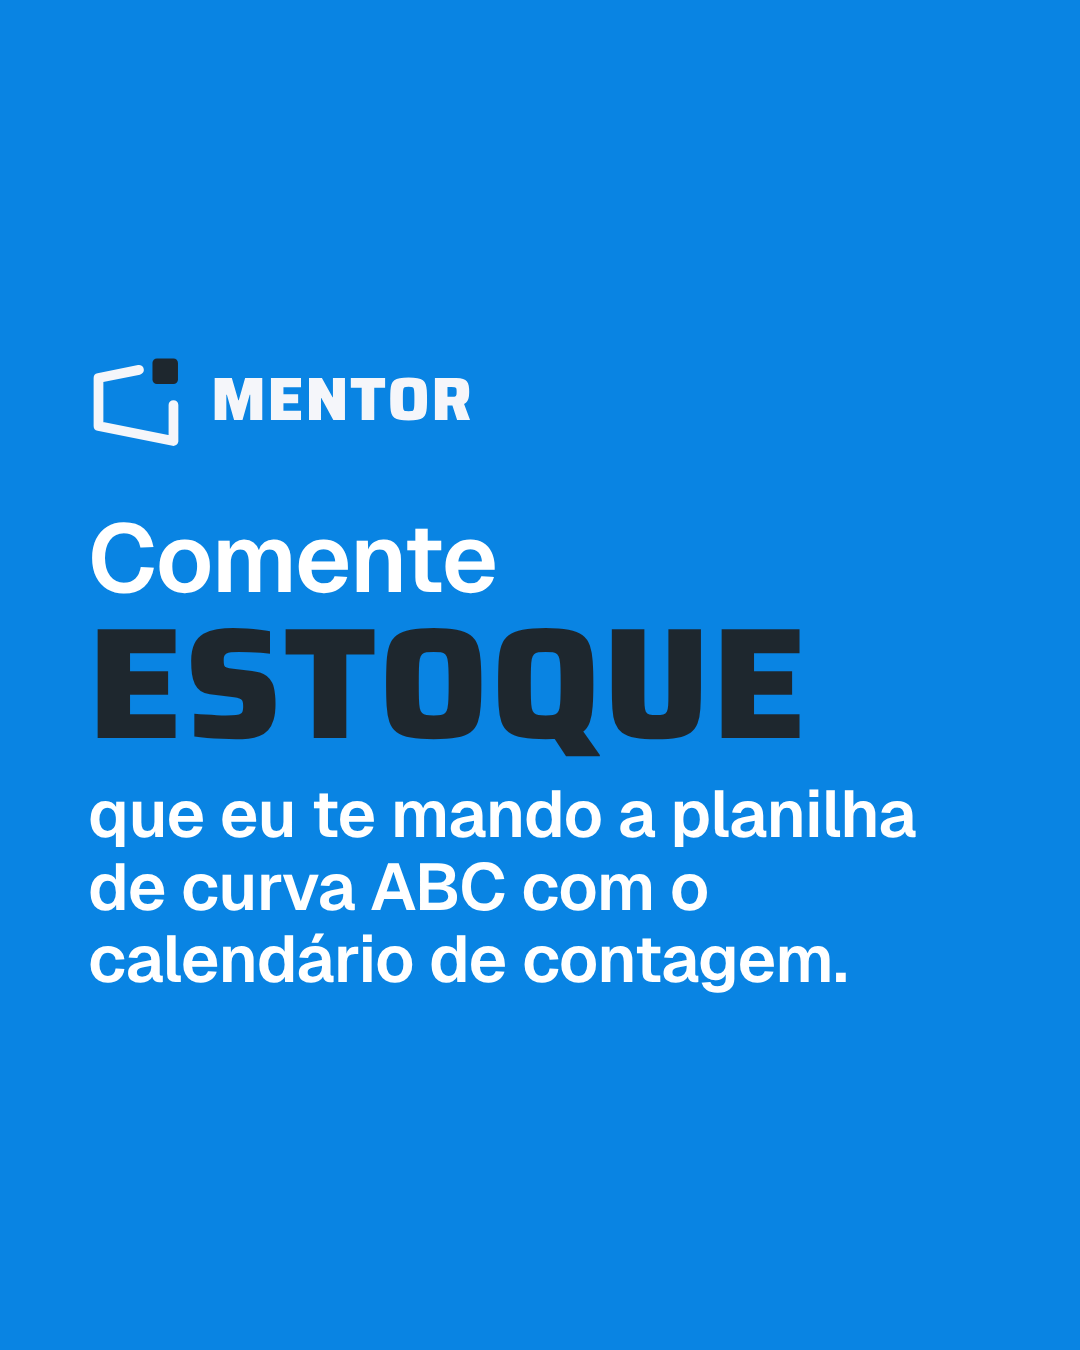 MENTOR
Comente
ESTOQUE
que eu te mando a planilha
de curva ABC com o
calendário de contagem.